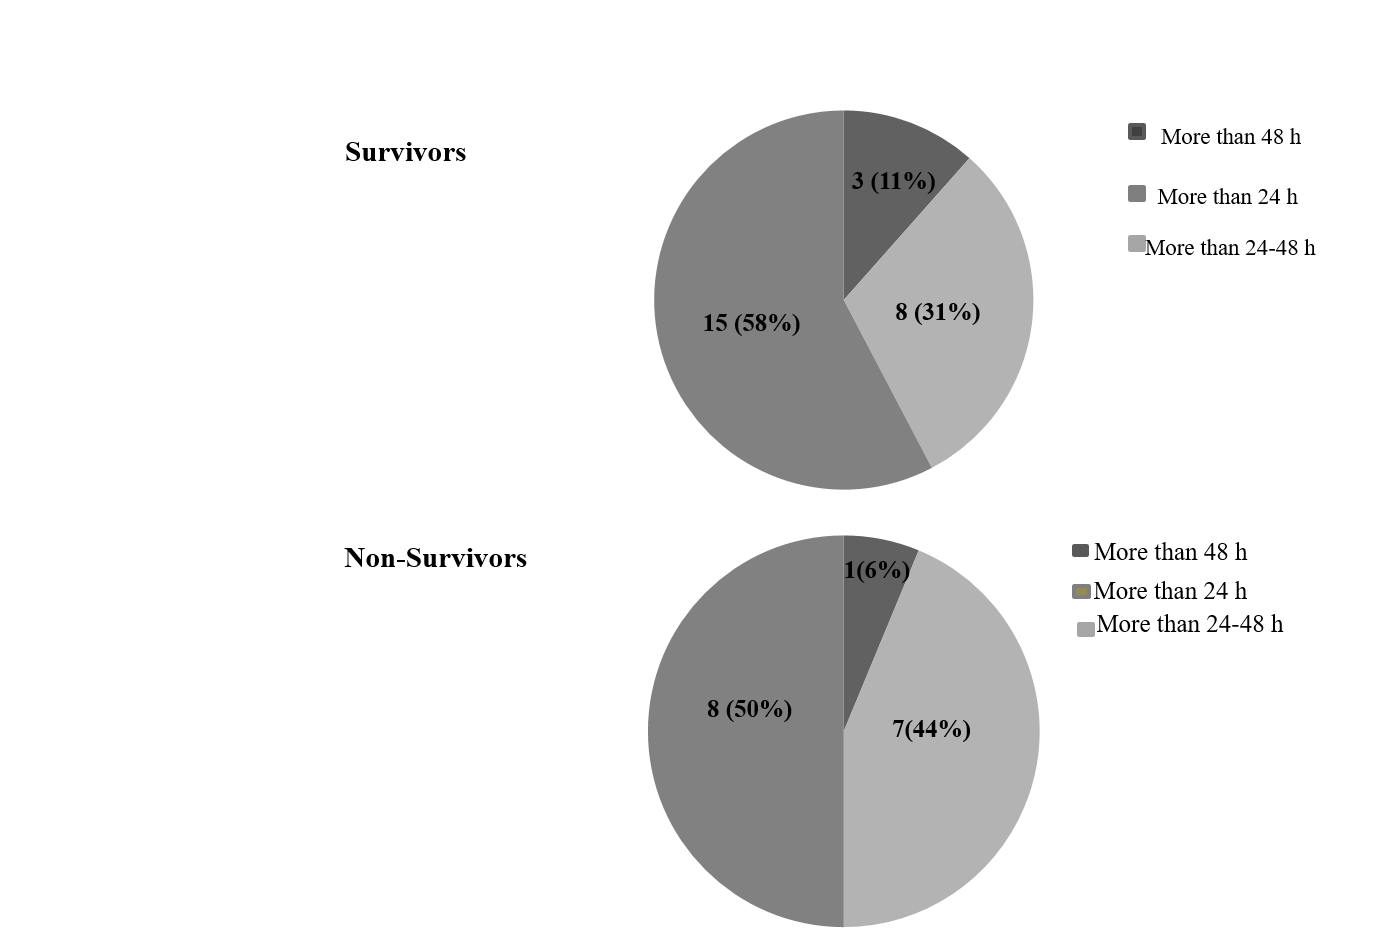 Survivors
3 (11%)
8 (31%)
15 (58%)
More than 48 h
More than 24 h
More than 24-48 h
Non-Survivors
1(6%)
7(44%)
8 (50%)
More than 48 h
More than 24 h
More than 24-48 h